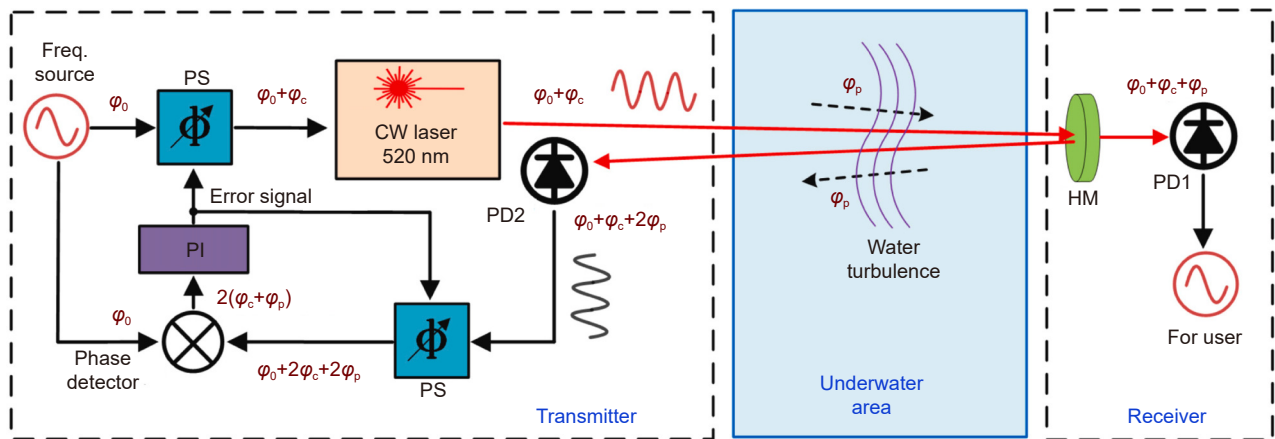 Freq.
source
φ₀
PS
φ₀+φc
CW laser
520 nm
φ₀+φc
PD2
φ₀+φc+2φp
Error signal
PI
2(φc+φp)
φ₀
Phase
detector
φ₀+2φc+2φp
PS
Transmitter
φp
φp
Water
turbulence
Underwater
area
φ₀+φc+φp
HM
PD1
For user
Receiver